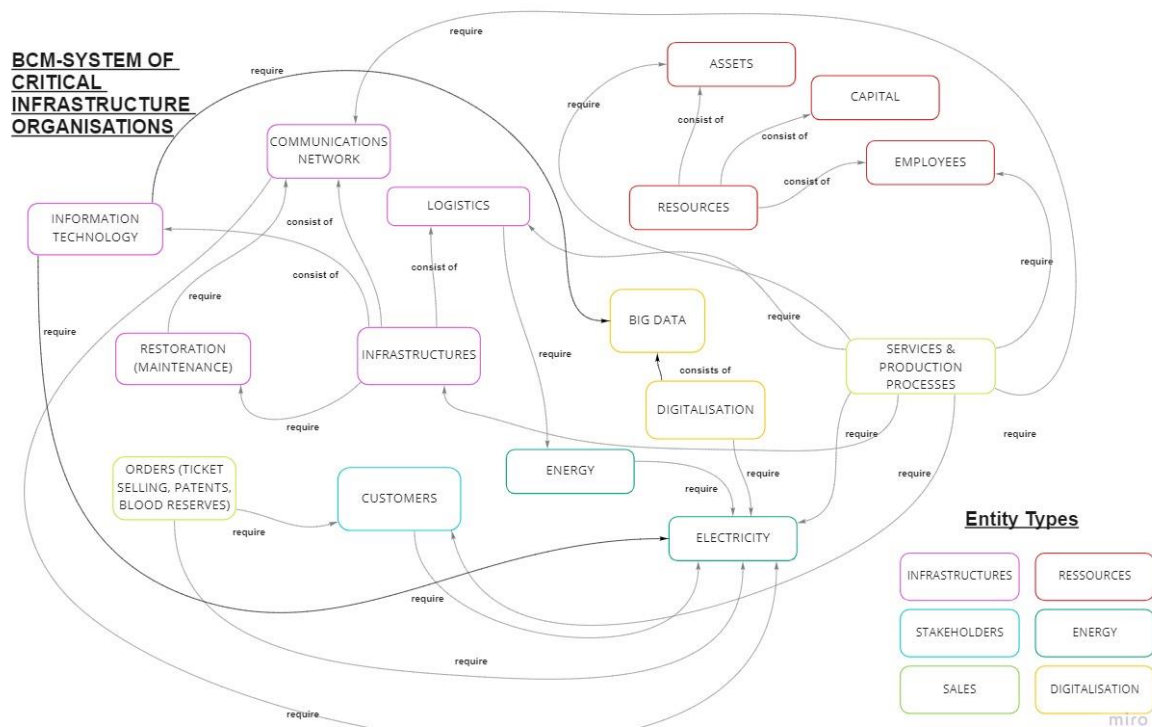 BCM-SYSTEM OF
CRITICAL
INFRASTRUCTURE
ORGANISATIONS
require
require
ASSETS
require
CAPITAL
consist of
consist of
COMMUNICATIONS
NETWORK
EMPLOYEES
consist of
LOGISTICS
RESOURCES
INFORMATION
TECHNOLOGY
consist of
consist of
consist of
require
require
require
require
BIG DATA
RESTORATION
(MAINTENANCE)
INFRASTRUCTURES
require
SERVICES &
PRODUCTION
PROCESSES
consists of
DIGITALISATION
require
require
require
ORDERS (TICKET
SELLING, PATENTS,
BLOOD RESERVES)
CUSTOMERS
ENERGY
require
require
require
require
ELECTRICITY
Entity Types
INFRASTRUCTURES
RESSOURCES
STAKEHOLDERS
ENERGY
SALES
DIGITALISATION
require
require
require
miro